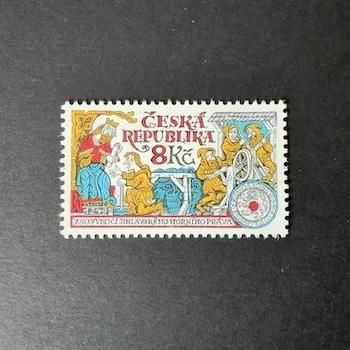 ČESKÁ
REPUBLIKA
8Kč
750.VÝROČÍ JIHLAVSKÉHO HORNÍHO PRÁVA